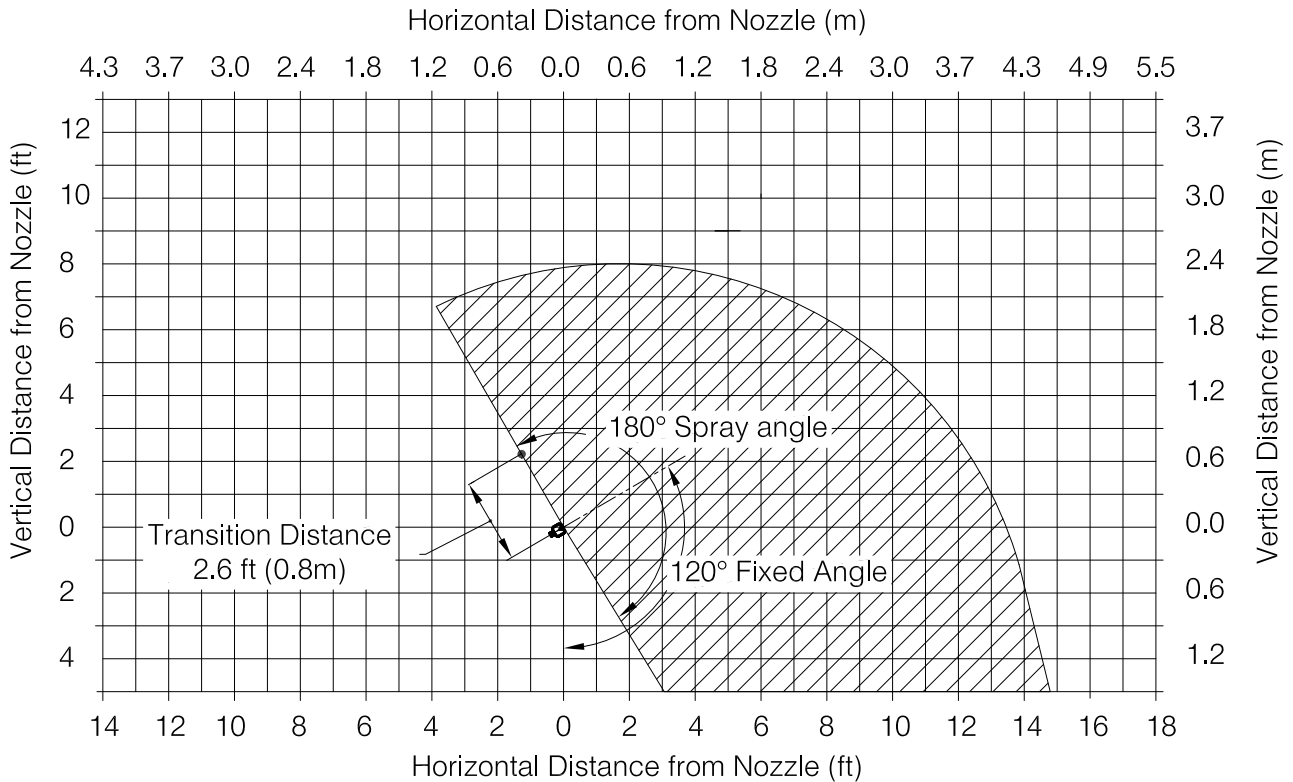 Horizontal Distance from Nozzle (m)
4.3 3.7 3.0 2.4 1.8 1.2 0.6 0.0 0.6 1.2 1.8 2.4 3.0 3.7 4.3 4.9 5.5
Vertical Distance from Nozzle (ft)
12
10
8
6
4
2
0
2
4
180° Spray angle
Transition Distance
2.6 ft (0.8m)
120° Fixed Angle
3.7
3.0
2.4
1.8
1.2
0.6
0.0
0.6
1.2
Vertical Distance from Nozzle (m)
14 12 10 8 6 4 2 0 2 4 6 8 10 12 14 16 18
Horizontal Distance from Nozzle (ft)